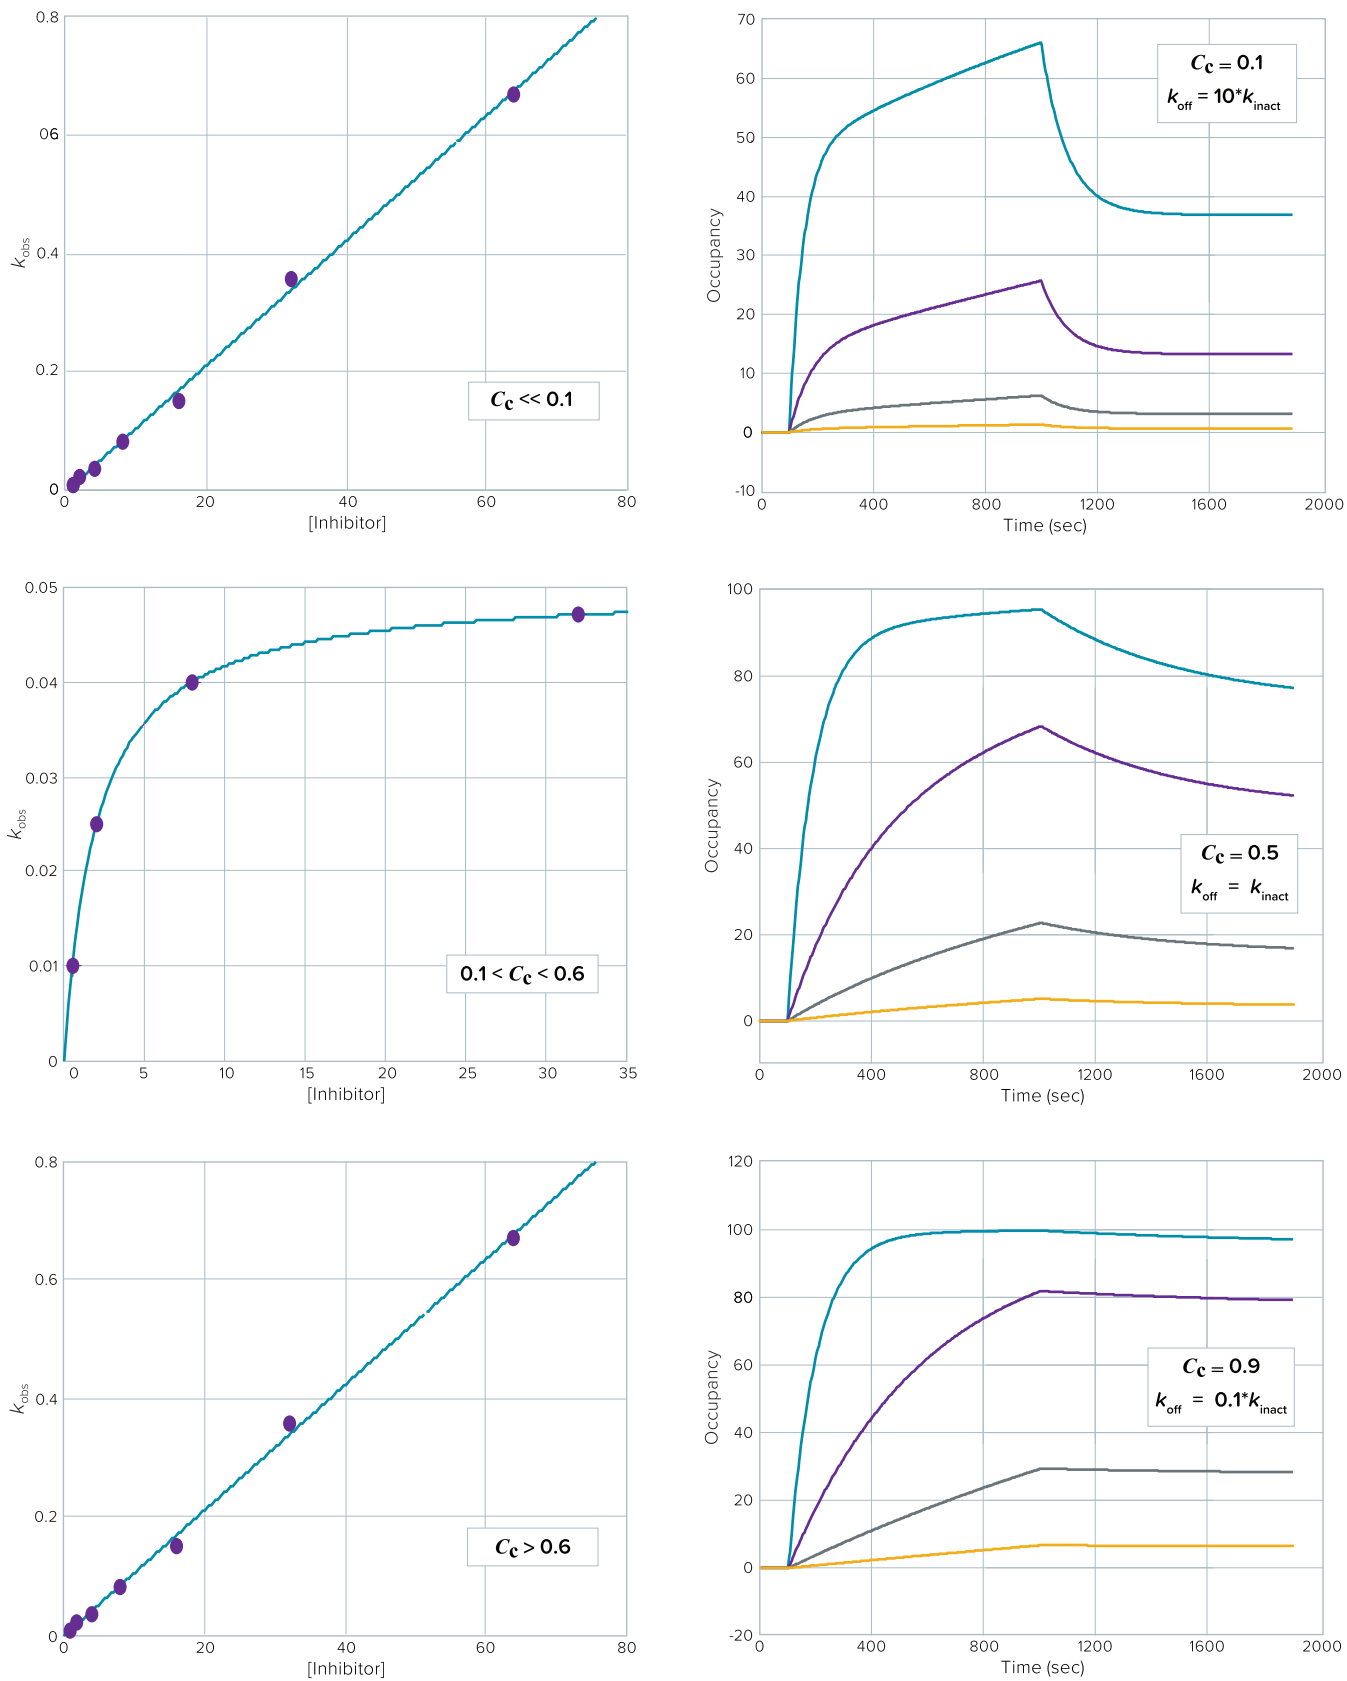 0.8
06
0.4
0.2
0
k obs
0 20 40 60 80
[Inhibitor]
Cc << 0.1
70
60
50
40
30
20
10
0
-10
Occupancy
0 400 800 1200 1600 2000
Time (sec)
Cc = 0.1
koff = 10*kinact
0.05
0.04
0.03
0.02
0.01
0
kobs
0 5 10 15 20 25 30 35
[Inhibitor]
0.1 < Cc < 0.6
100
80
60
40
20
0
Occupancy
0 400 800 1200 1600 2000
Time (sec)
Cc = 0.5
koff = kinact
0.8
0.6
0.4
0.2
0
kobs
0 20 40 60 80
[Inhibitor]
Cc > 0.6
120
100
80
60
40
20
0
-20
Occupancy
0 400 800 1200 1600 2000
Time (sec)
Cc = 0.9
koff = 0.1*kinact